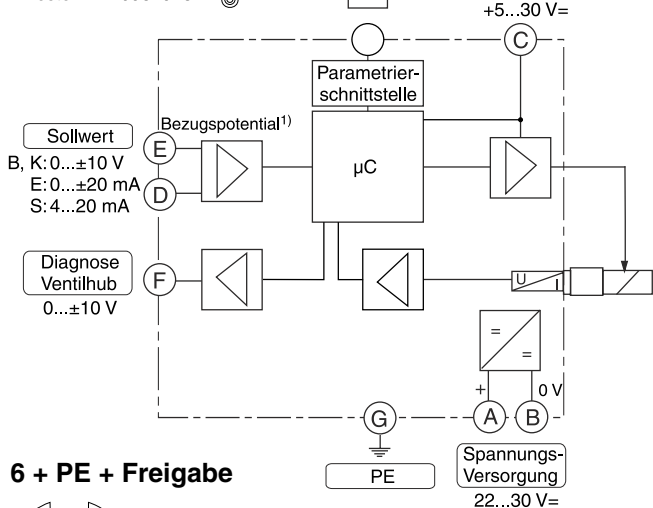 +5...30 V=
C
Parametrier-
schnittstelle
Bezugspotential1)
Sollwert
E
B, K: 0...±10 V
µC
E: 0...±20 mA
D
S: 4...20 mA
Diagnose
Ventilhub
F
U
I
0...±10 V
=
=
+
0 V
G
A
B
6 + PE + Freigabe
PE
Spannungs-
Versorgung
22...30 V=